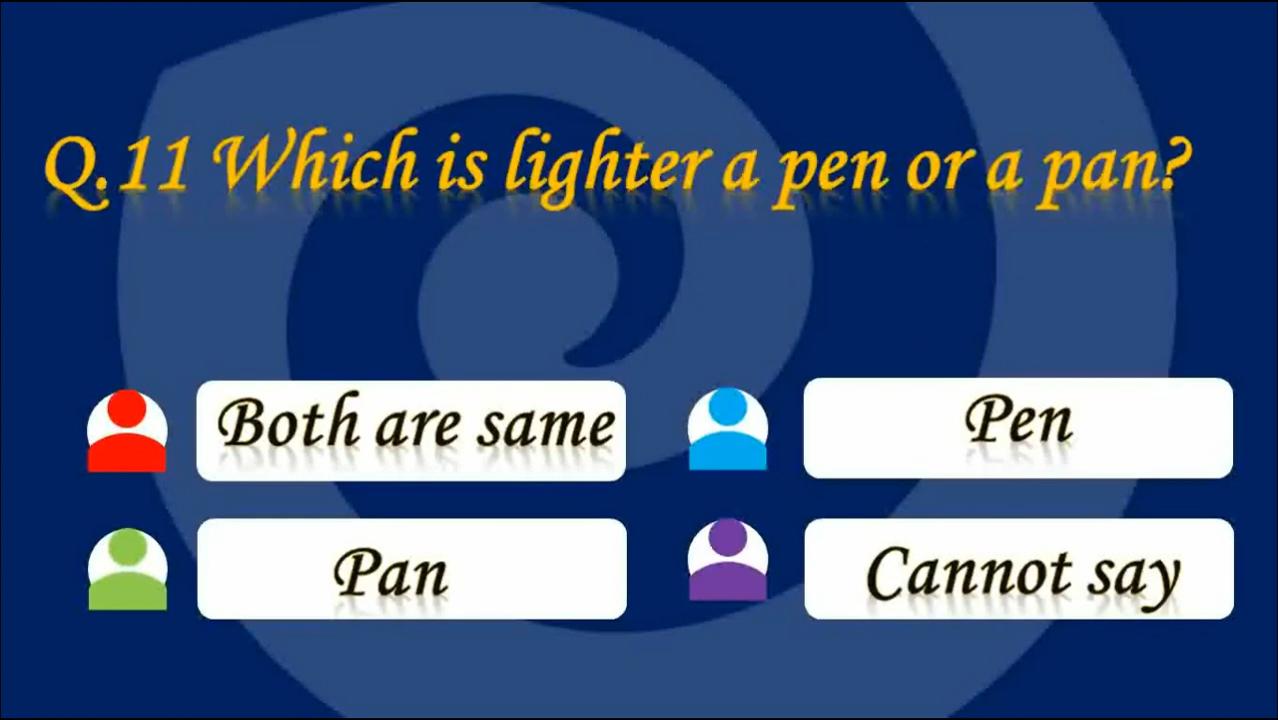 Q.11 Which is lighter a pen or a pan?
Both are same
Pen
Pan
Cannot say